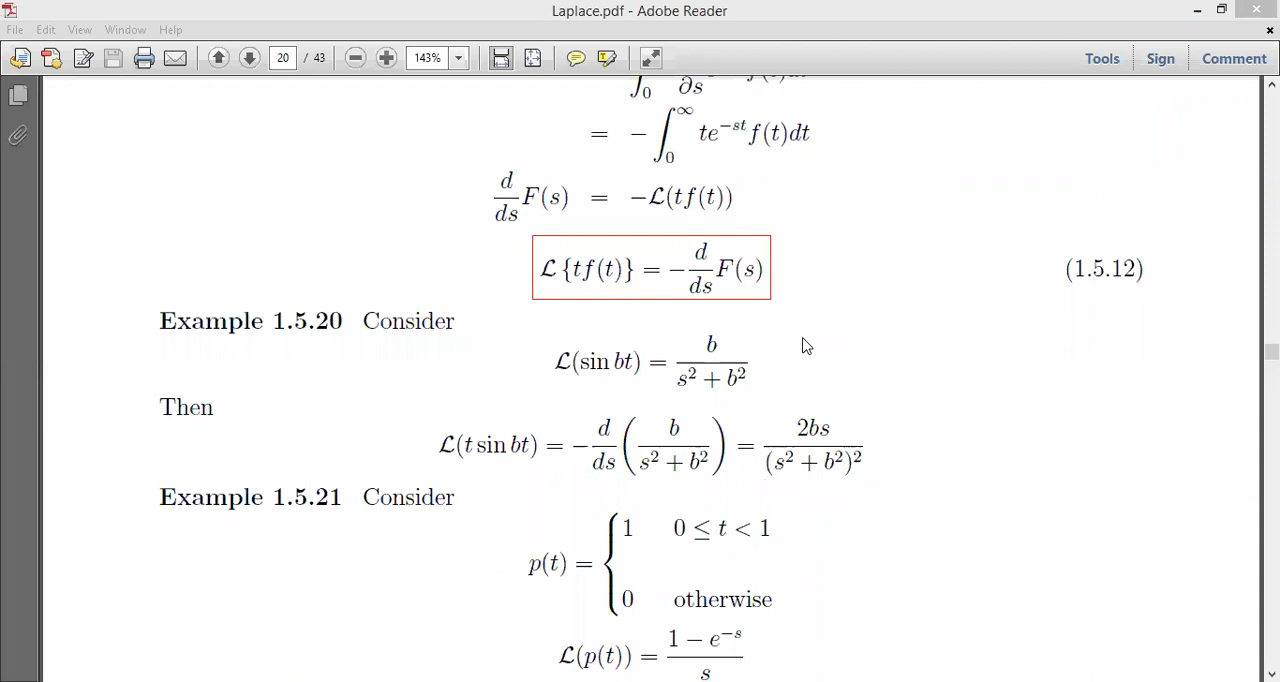 Laplace.pdf - Adobe Reader
File Edit View Window Help
20 / 43 143% Tools Sign Comment
∫₀ ∂s
= −∫₀^∞ te^{−st} f(t)dt
d/ds F(s) = −ℒ(tf(t))
ℒ{tf(t)} = −d/ds F(s) (1.5.12)
Example 1.5.20 Consider
ℒ(sin bt) = b/(s² + b²)
Then
ℒ(t sin bt) = −d/ds (b/(s² + b²)) = 2bs/(s² + b²)²
Example 1.5.21 Consider
p(t) = { 1 0 ≤ t < 1
0 otherwise
ℒ(p(t)) = (1 − e^{−s})/s